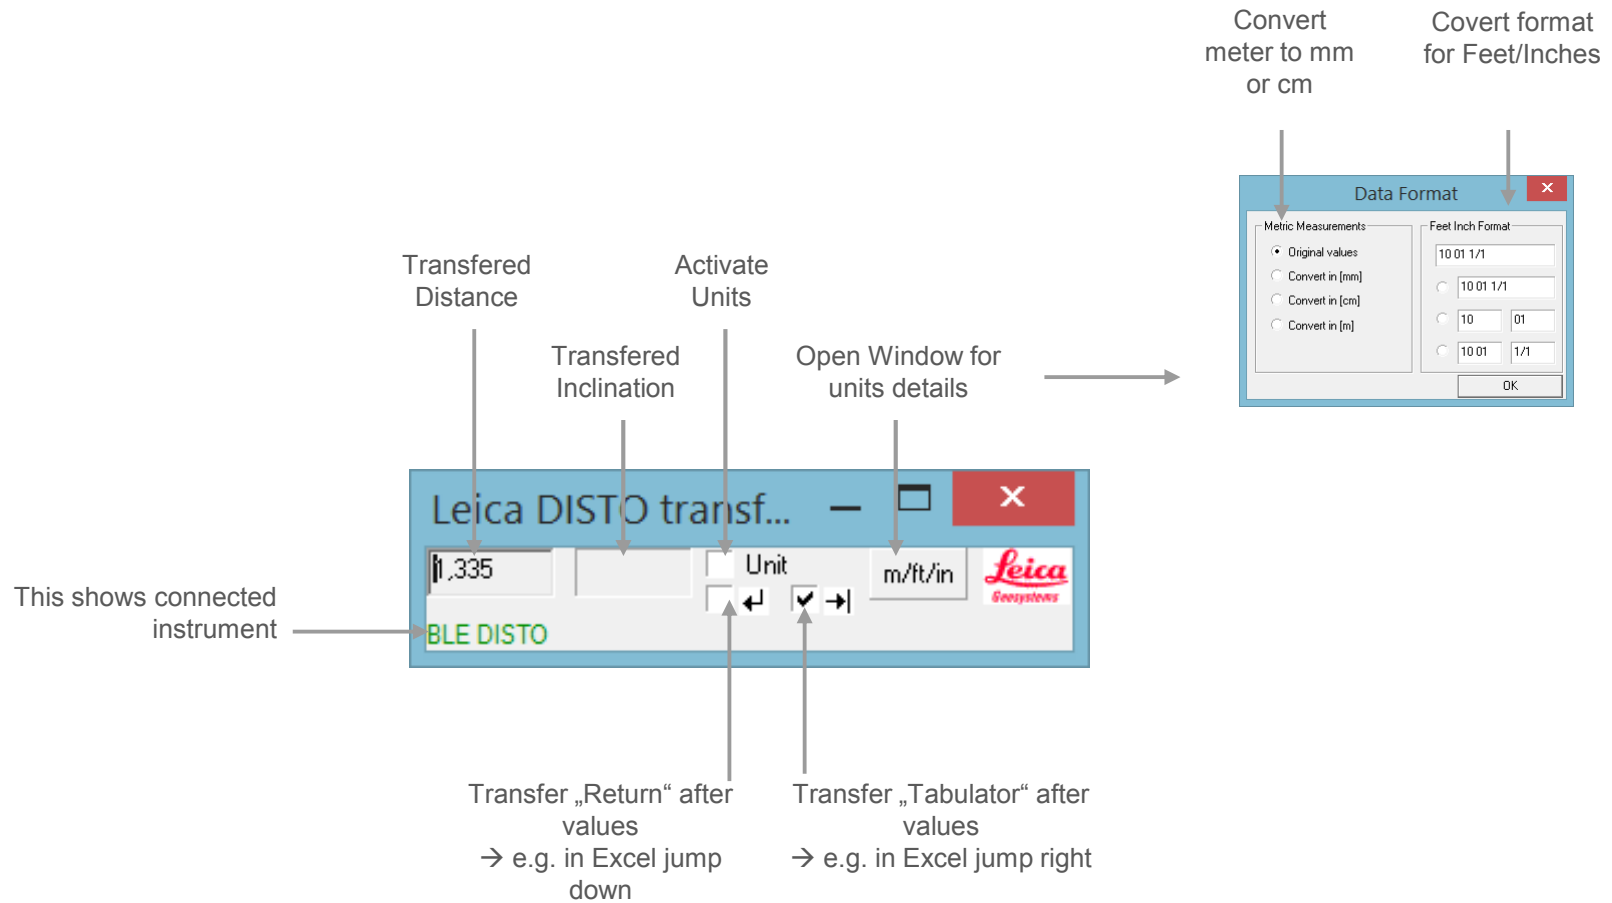 Convert
meter to mm
or cm
Covert format
for Feet/Inches
Data Format
Metric Measurements
Original values
Convert in [mm]
Convert in [cm]
Convert in [m]
Feet Inch Format
10 01 1/1
10 01 1/1
10 01
10 01 1/1
OK
Transfered
Distance
Activate
Units
Transfered
Inclination
Open Window for
units details
Leica DISTO transf...
1,335
Unit
m/ft/in
Leica
Geosystems
BLE DISTO
This shows connected
instrument
Transfer „Return“ after
values
→ e.g. in Excel jump
down
Transfer „Tabulator“ after
values
→ e.g. in Excel jump right